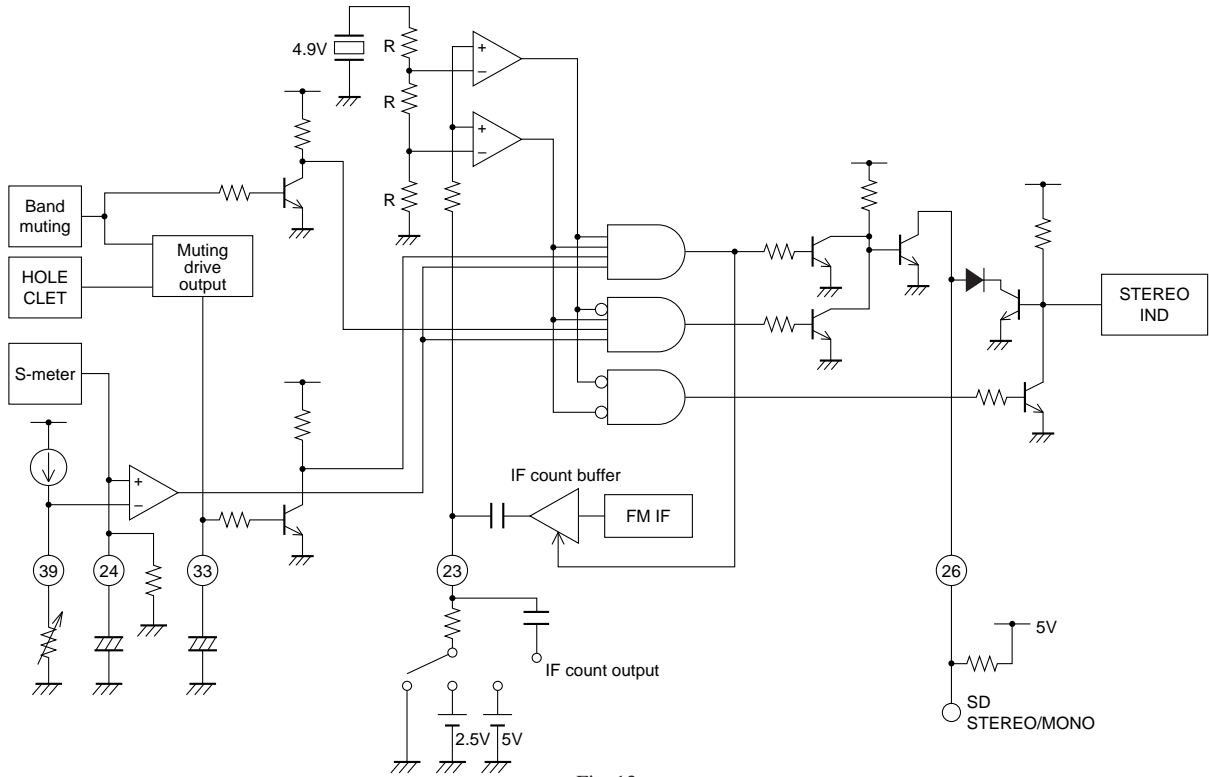 4.9V
R
R
R
Band
muting
HOLE
CLET
Muting
drive
output
S-meter
+
−
+
−
+
−
STEREO
IND
IF count buffer
FM IF
39
24
33
23
26
IF count output
2.5V
5V
5V
SD
STEREO/MONO